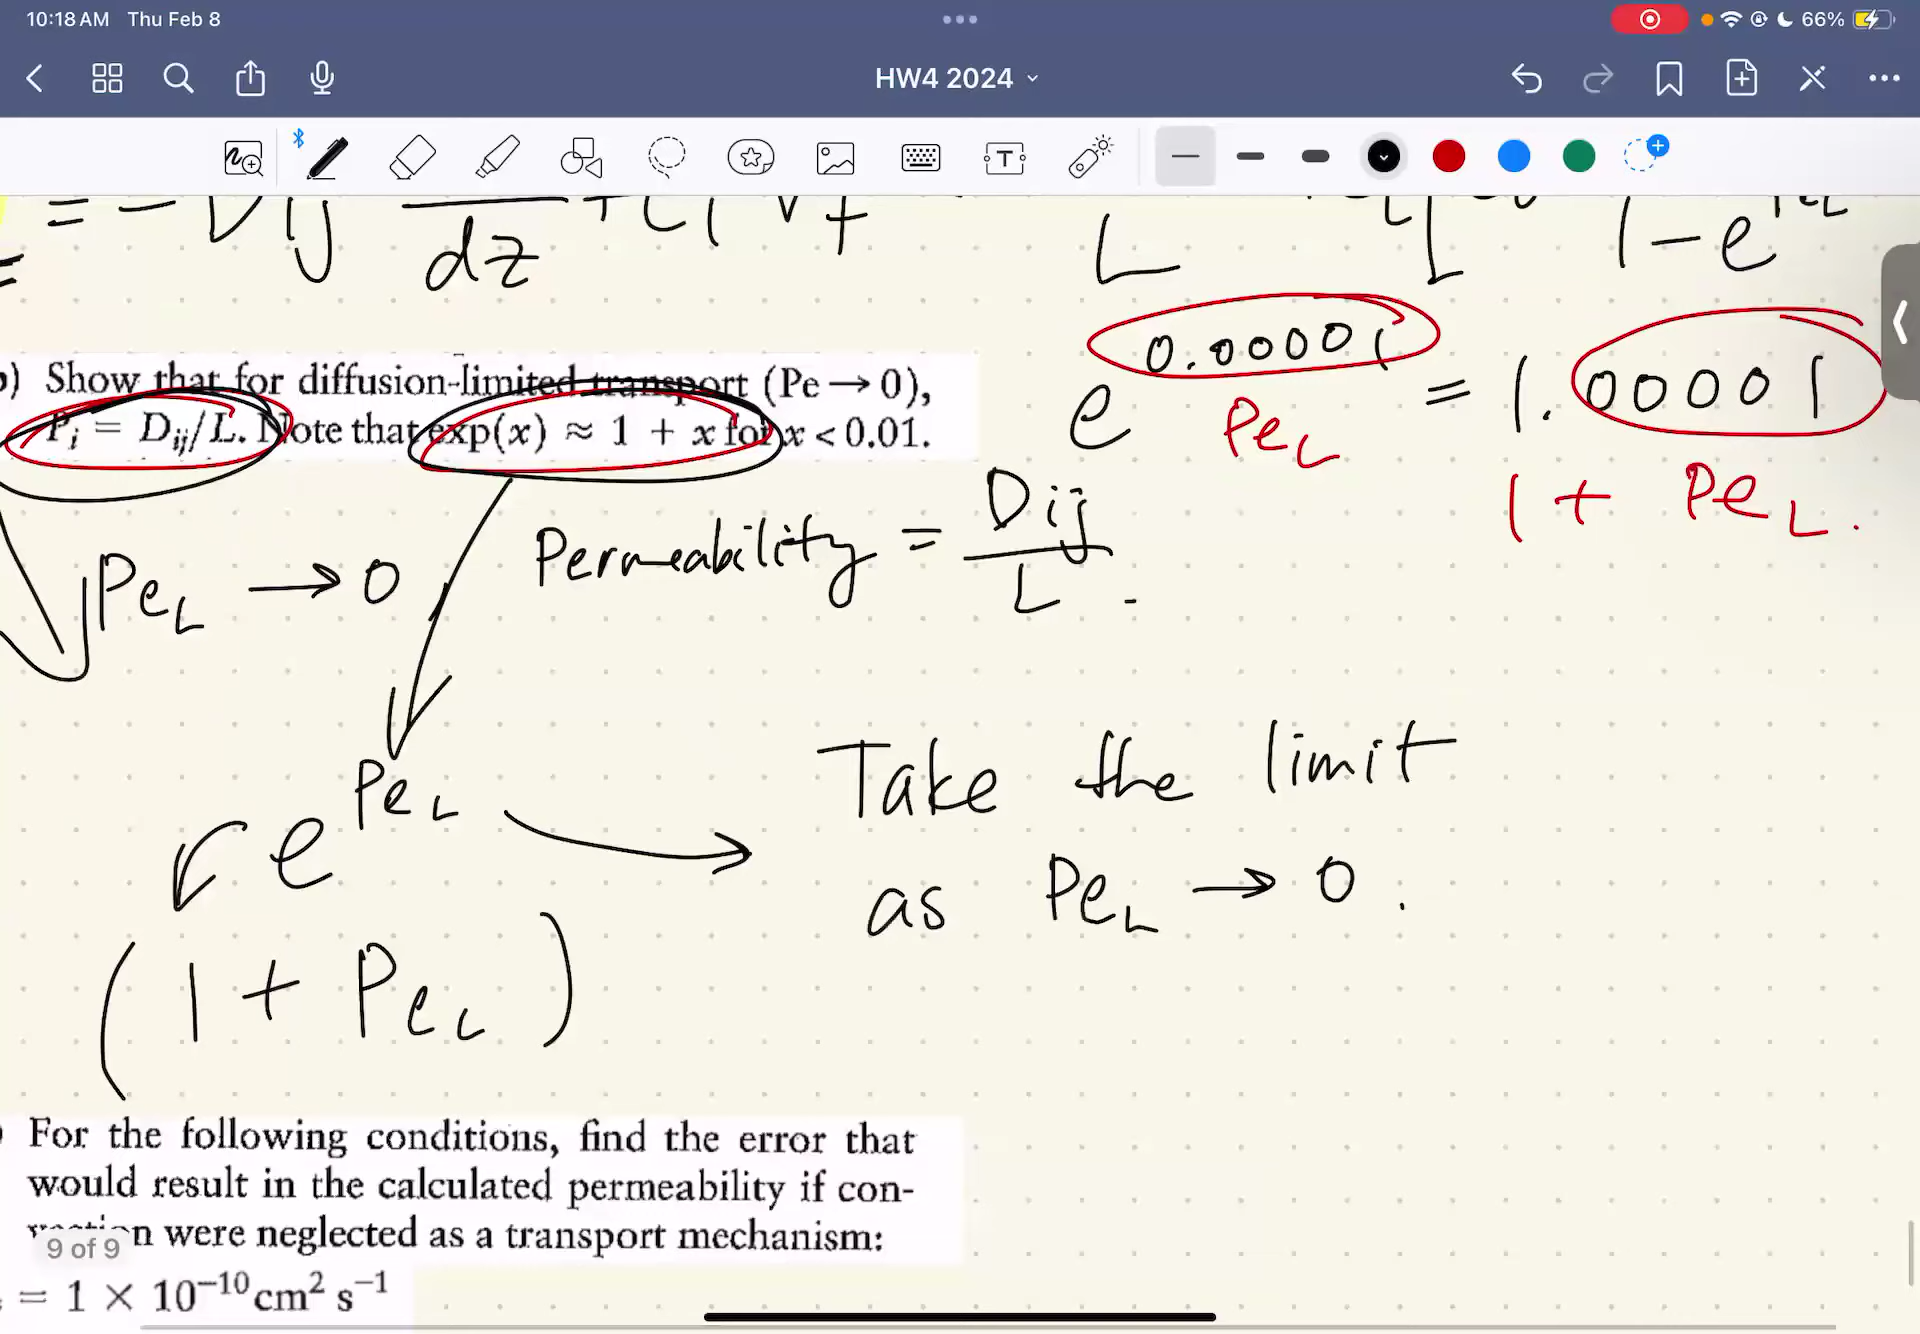 10:18 AM Thu Feb 8
66%
HW4 2024
= - Dij
dz
L
1-e
b) Show that for diffusion-limited transport (Pe → 0),
Pi = Dij/L. Note that exp(x) ≈ 1 + x for x < 0.01.
e^0.00001 = 1.00001
PeL
1 + PeL.
PeL → 0
Permeability = Dij/L.
e^PeL
Take the limit
as PeL → 0.
(1 + PeL)
For the following conditions, find the error that
would result in the calculated permeability if con-
n were neglected as a transport mechanism:
9 of 9
= 1 × 10⁻¹⁰ cm² s⁻¹